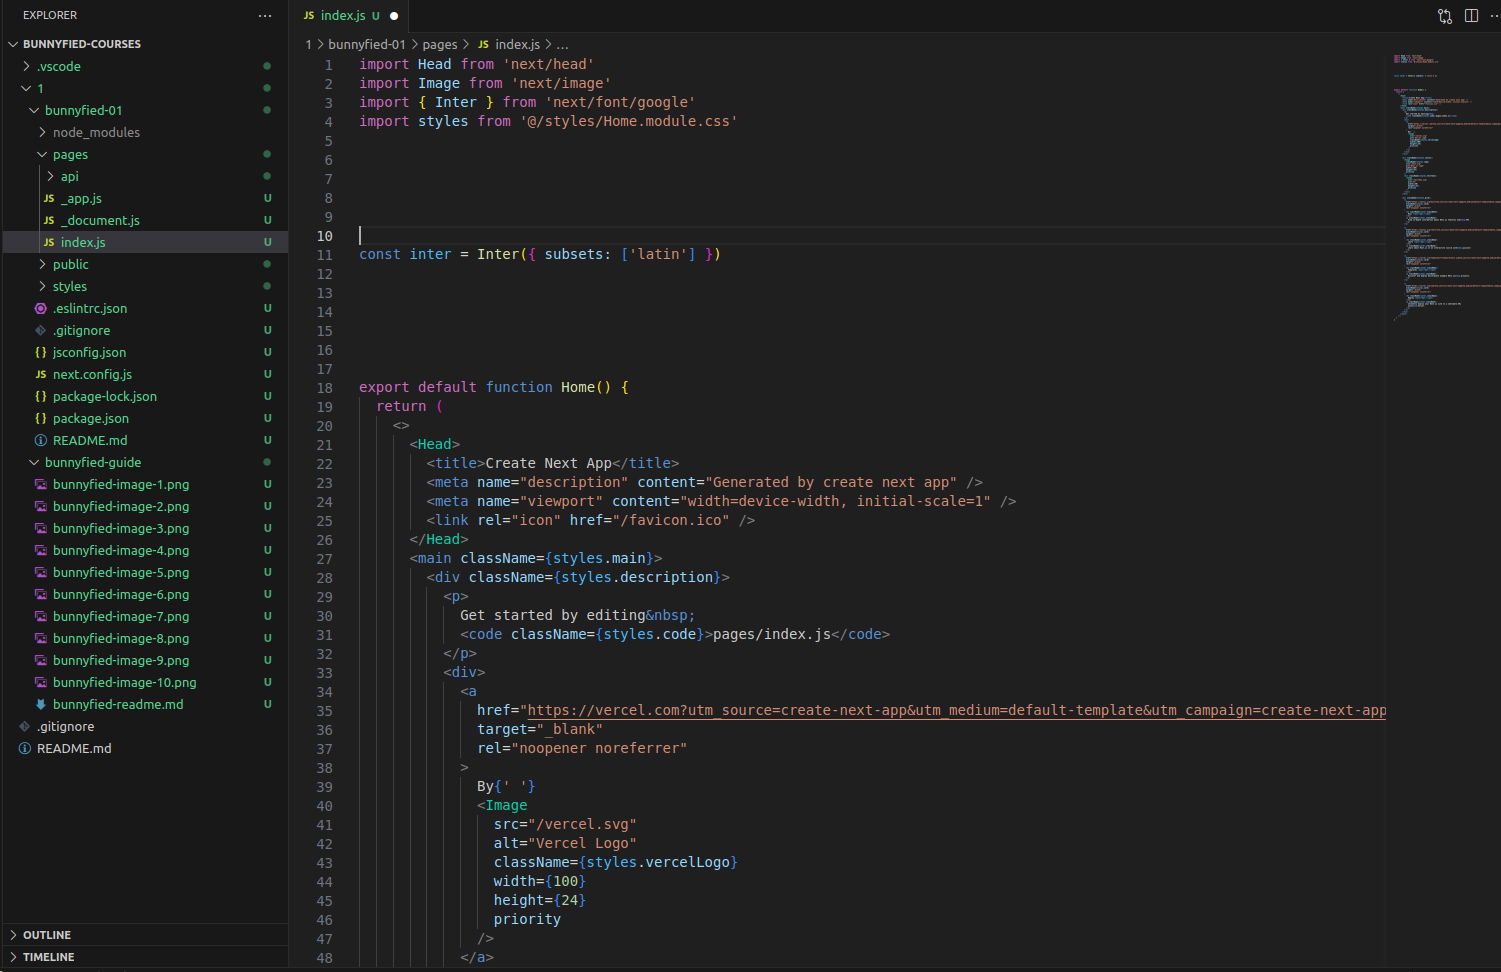 EXPLORER
BUNNYFIED-COURSES
.vscode
1
bunnyfied-01
node_modules
pages
api
JS _app.js U
JS _document.js U
JS index.js U
public
styles
.eslintrc.json U
.gitignore U
{} jsconfig.json U
JS next.config.js U
{} package-lock.json U
{} package.json U
README.md U
bunnyfied-guide
bunnyfied-image-1.png U
bunnyfied-image-2.png U
bunnyfied-image-3.png U
bunnyfied-image-4.png U
bunnyfied-image-5.png U
bunnyfied-image-6.png U
bunnyfied-image-7.png U
bunnyfied-image-8.png U
bunnyfied-image-9.png U
bunnyfied-image-10.png U
bunnyfied-readme.md U
.gitignore
README.md
OUTLINE
TIMELINE
JS index.js U
1 > bunnyfied-01 > pages > JS index.js > ...
1 import Head from 'next/head'
2 import Image from 'next/image'
3 import { Inter } from 'next/font/google'
4 import styles from '@/styles/Home.module.css'
5
6
7
8
9
10
11 const inter = Inter({ subsets: ['latin'] })
12
13
14
15
16
17
18 export default function Home() {
19 return (
20 <>
21 <Head>
22 <title>Create Next App</title>
23 <meta name="description" content="Generated by create next app" />
24 <meta name="viewport" content="width=device-width, initial-scale=1" />
25 <link rel="icon" href="/favicon.ico" />
26 </Head>
27 <main className={styles.main}>
28 <div className={styles.description}>
29 <p>
30 Get started by editing&nbsp;
31 <code className={styles.code}>pages/index.js</code>
32 </p>
33 <div>
34 <a
35 href="https://vercel.com?utm_source=create-next-app&utm_medium=default-template&utm_campaign=create-next-app
36 target="_blank"
37 rel="noopener noreferrer"
38 >
39 By{' '}
40 <Image
41 src="/vercel.svg"
42 alt="Vercel Logo"
43 className={styles.vercelLogo}
44 width={100}
45 height={24}
46 priority
47 />
48 </a>